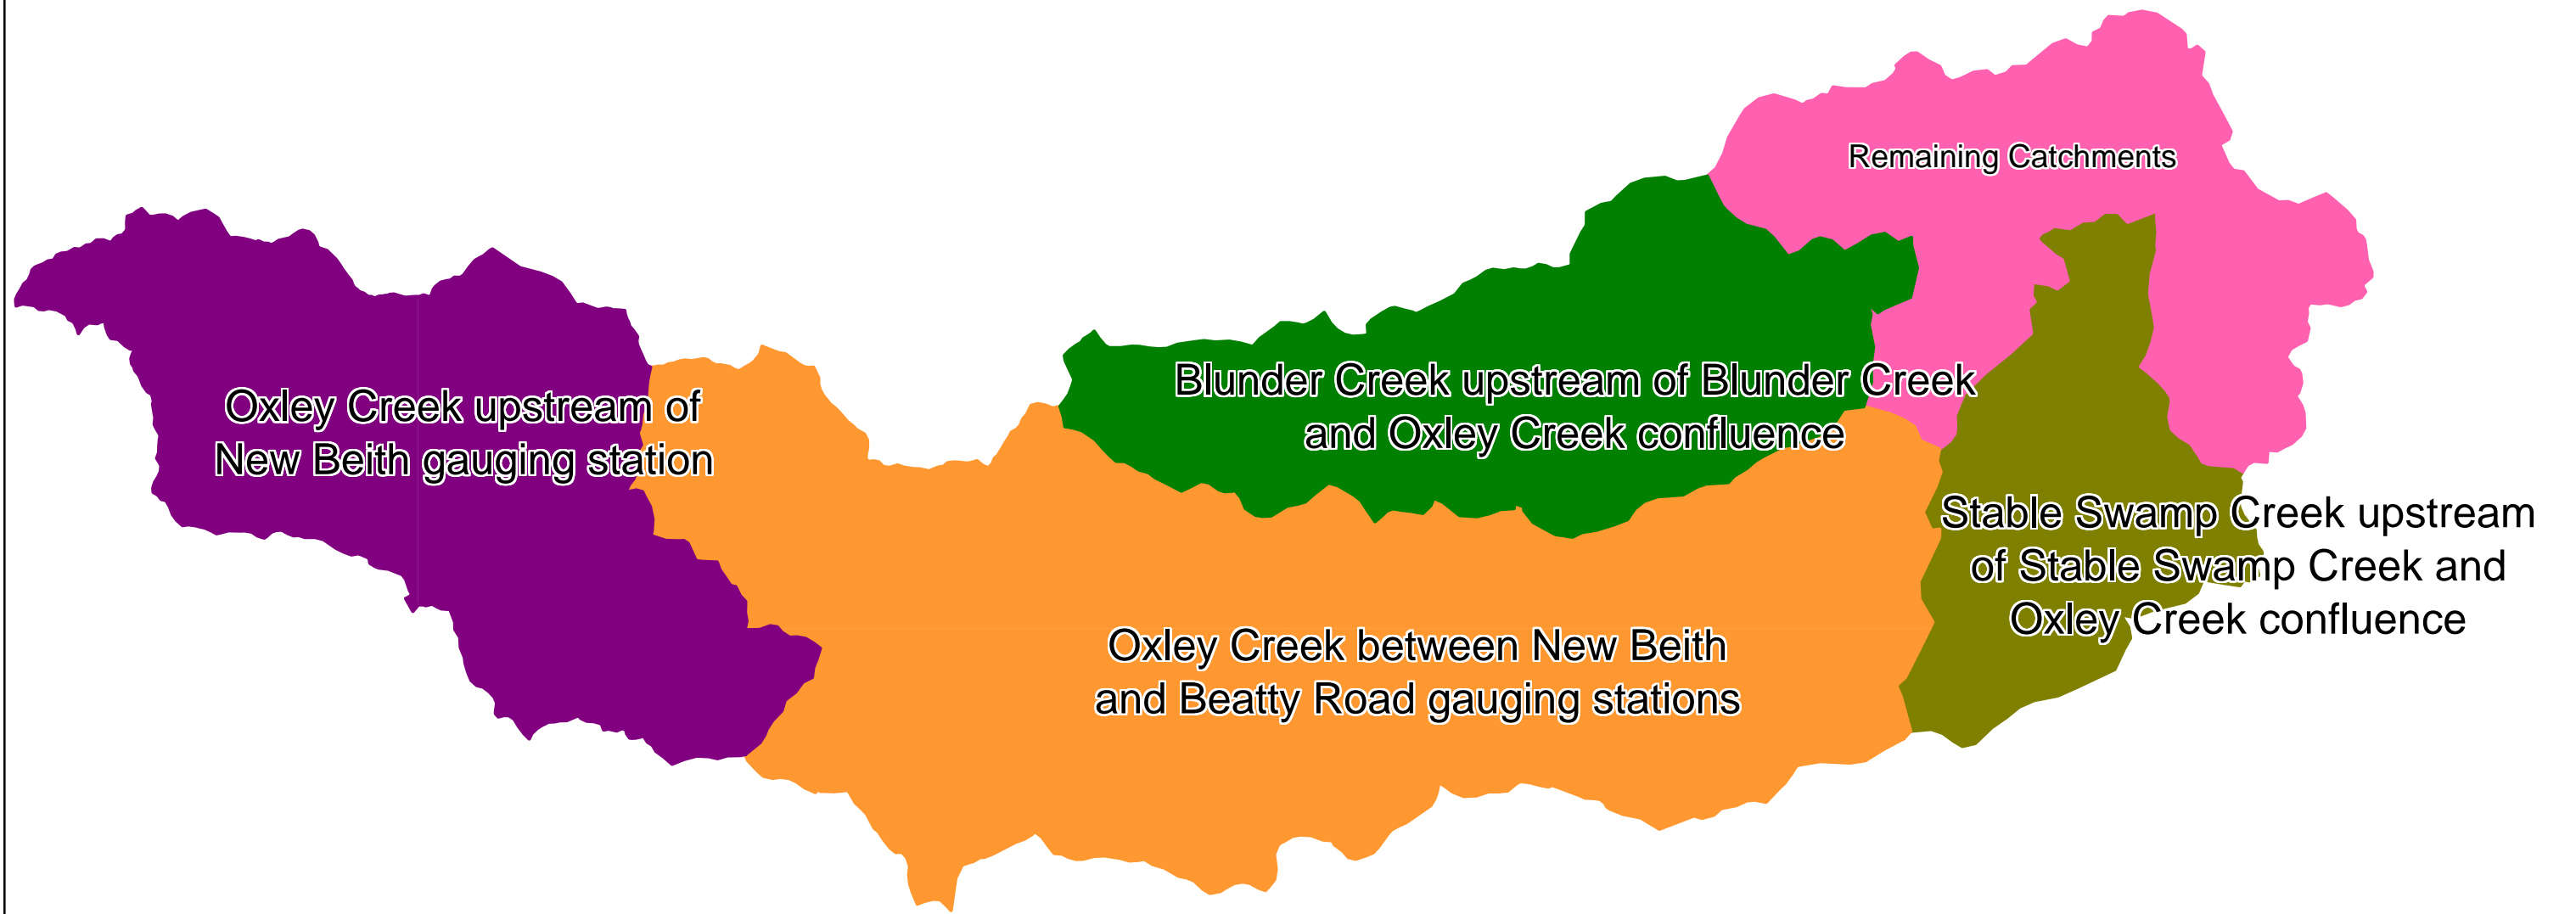 Remaining Catchments
Oxley Creek upstream of
New Beith gauging station
Blunder Creek upstream of Blunder Creek
and Oxley Creek confluence
Stable Swamp Creek upstream
of Stable Swamp Creek and
Oxley Creek confluence
Oxley Creek between New Beith
and Beatty Road gauging stations